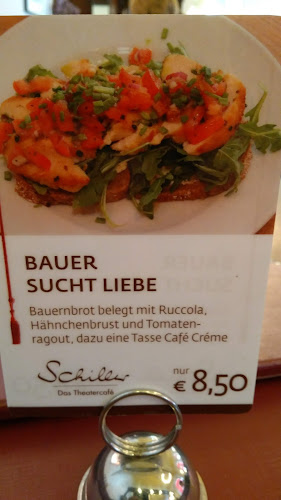 BAUER
SUCHT LIEBE
Bauernbrot belegt mit Ruccola,
Hähnchenbrust und Tomaten-
ragout, dazu eine Tasse Café Créme
Schiller
Das Theatercafé
nur
€ 8,50